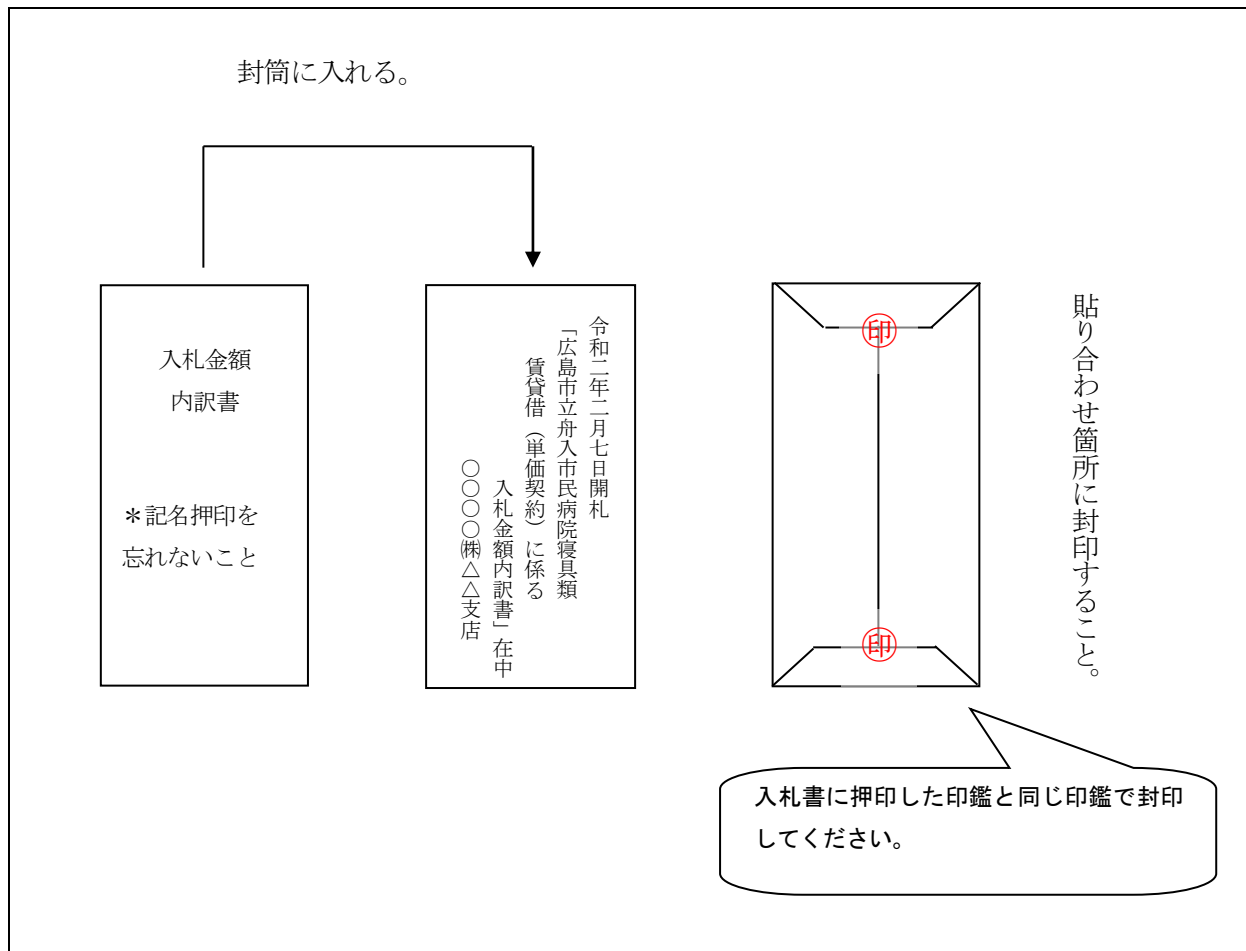 封筒に入れる。
入札金額
内訳書
＊記名押印を
忘れないこと
令和二年二月七日開札
「広島市立舟入市民病院寝具類
賃貸借（単価契約）に係る
入札金額内訳書」在中
○○○○㈱△△支店
印
印
貼り合わせ箇所に封印すること。
入札書に押印した印鑑と同じ印鑑で封印
してください。